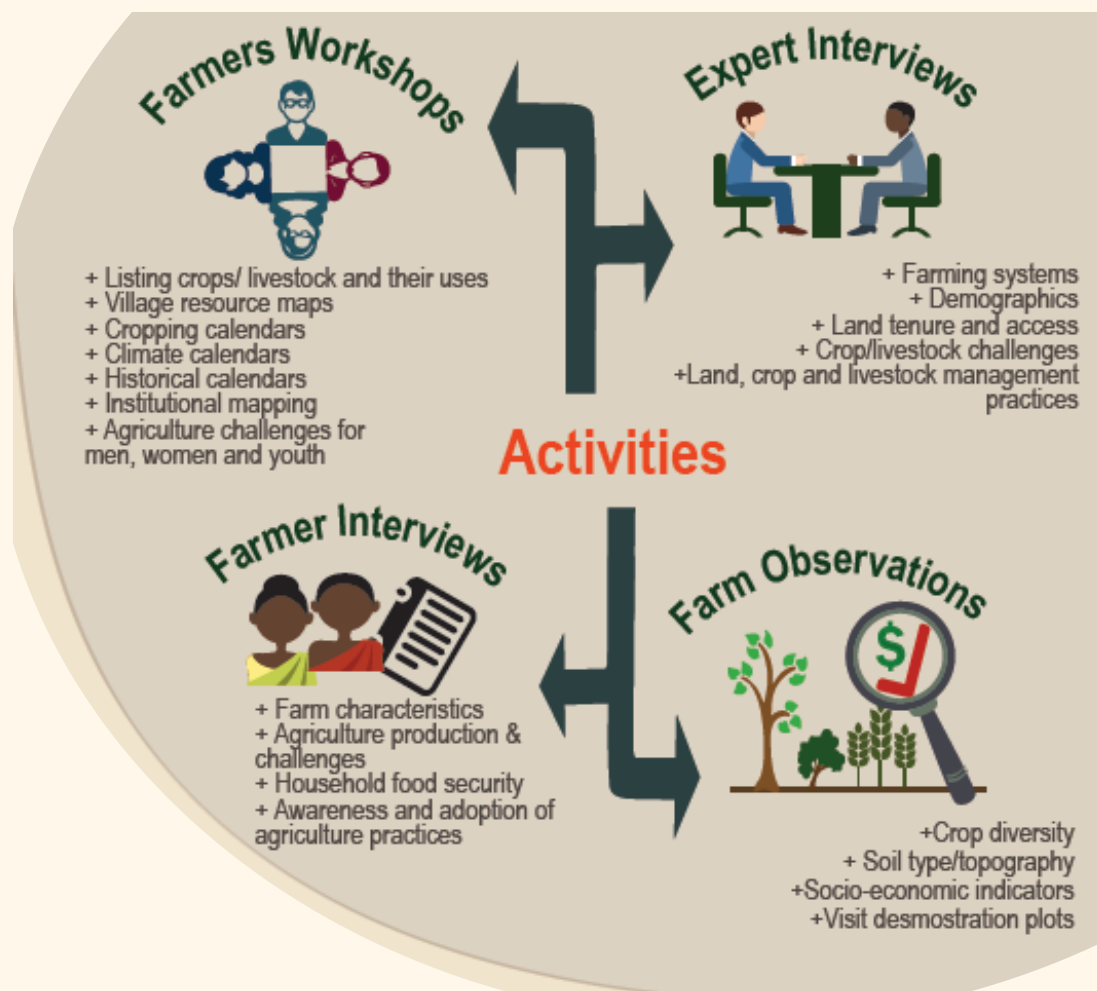 Farmers Workshops
+ Listing crops/ livestock and their uses
+ Village resource maps
+ Cropping calendars
+ Climate calendars
+ Historical calendars
+ Institutional mapping
+ Agriculture challenges for
men, women and youth
Expert Interviews
+ Farming systems
+ Demographics
+ Land tenure and access
+ Crop/livestock challenges
+Land, crop and livestock management
practices
Activities
Farmer Interviews
+ Farm characteristics
+ Agriculture production &
challenges
+ Household food security
+ Awareness and adoption of
agriculture practices
Farm Observations
$
+Crop diversity
+ Soil type/topography
+Socio-economic indicators
+Visit desmostration plots